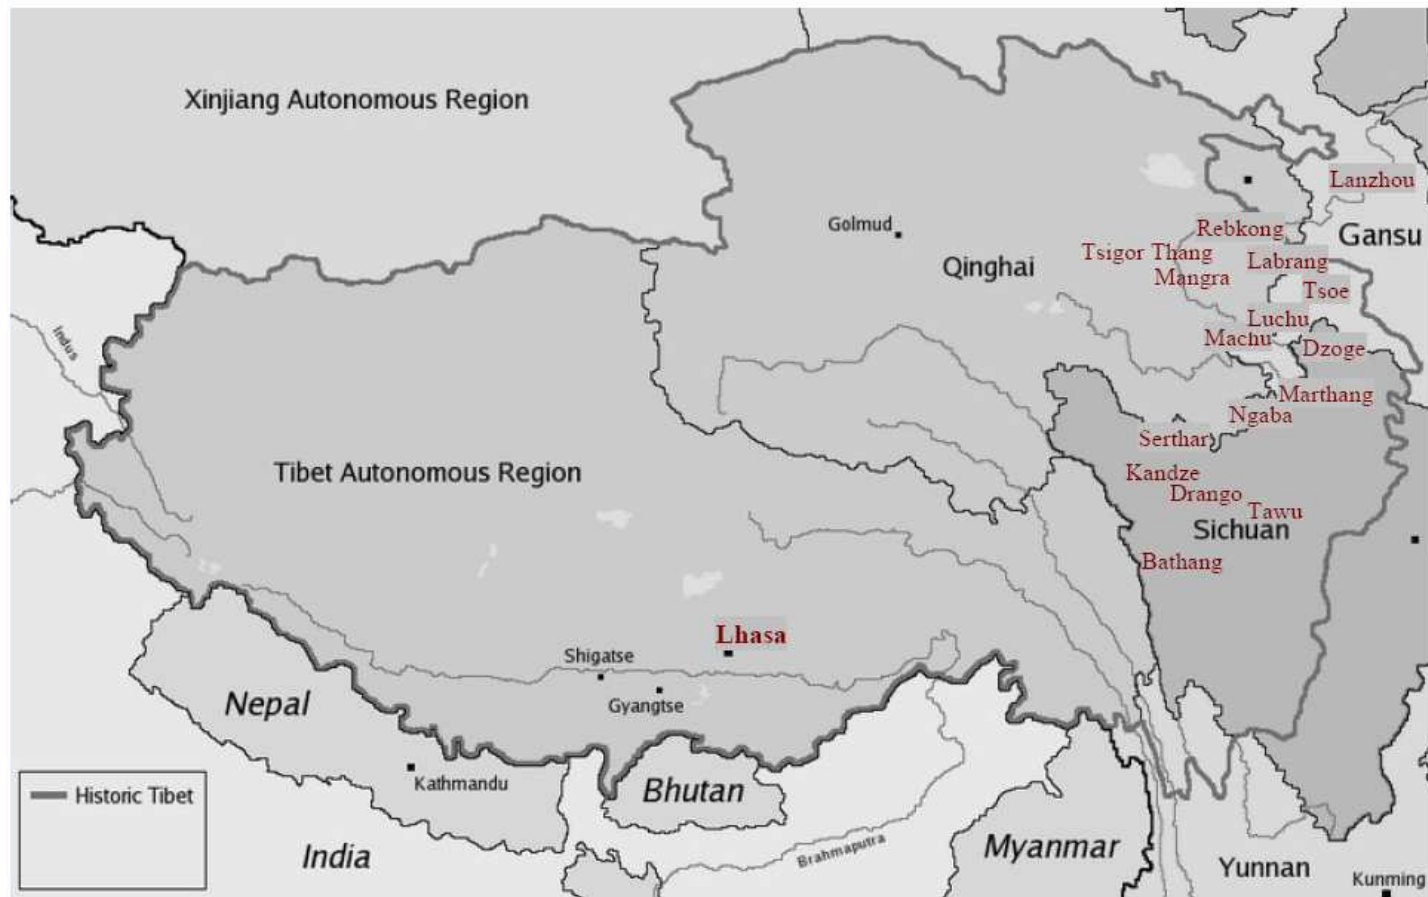 Xinjiang Autonomous Region
Lanzhou
Golmud
Rebkong
Gansu
Tsigor Thang
Labrang
Qinghai
Mangra
Tsoe
Luchu
Indus
Machu
Dzoge
Marthang
Ngaba
Serthar
Tibet Autonomous Region
Kandze
Drango
Tawu
Sichuan
Bathang
Lhasa
Shigatse
Nepal
Gyangtse
Kathmandu
Bhutan
Historic Tibet
India
Brahmaputra
Myanmar
Yunnan
Kunming